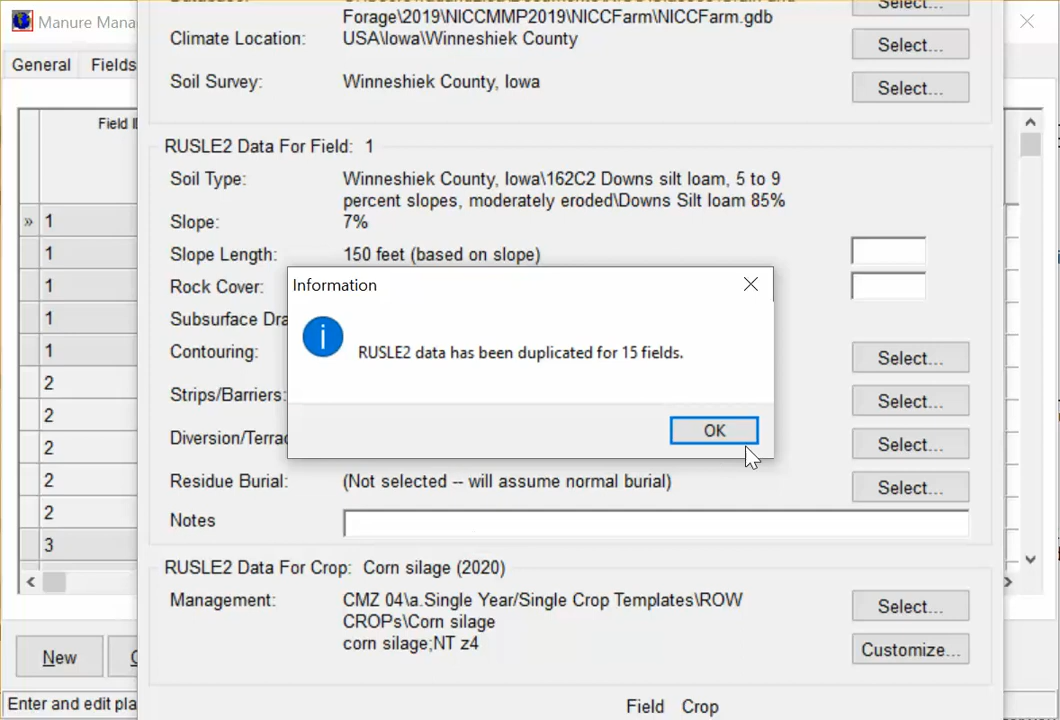 Manure Mana
General Fields
Field I
» 1
1
1
1
1
2
2
2
2
2
3
New
Enter and edit pla
Select...
Forage\2019\NICCMMP2019\NICCFarm\NICCFarm.gdb
Climate Location: USA\Iowa\Winneshiek County Select...
Soil Survey: Winneshiek County, Iowa Select...
RUSLE2 Data For Field: 1
Soil Type: Winneshiek County, Iowa\162C2 Downs silt loam, 5 to 9
percent slopes, moderately eroded\Downs Silt loam 85%
Slope: 7%
Slope Length: 150 feet (based on slope)
Rock Cover:
Subsurface Dra
Contouring: Select...
Strips/Barriers: Select...
Diversion/Terrac Select...
Residue Burial: (Not selected -- will assume normal burial) Select...
Notes
Information
RUSLE2 data has been duplicated for 15 fields.
OK
RUSLE2 Data For Crop: Corn silage (2020)
Management: CMZ 04\a.Single Year/Single Crop Templates\ROW Select...
CROPs\Corn silage
corn silage;NT z4 Customize...
Field Crop